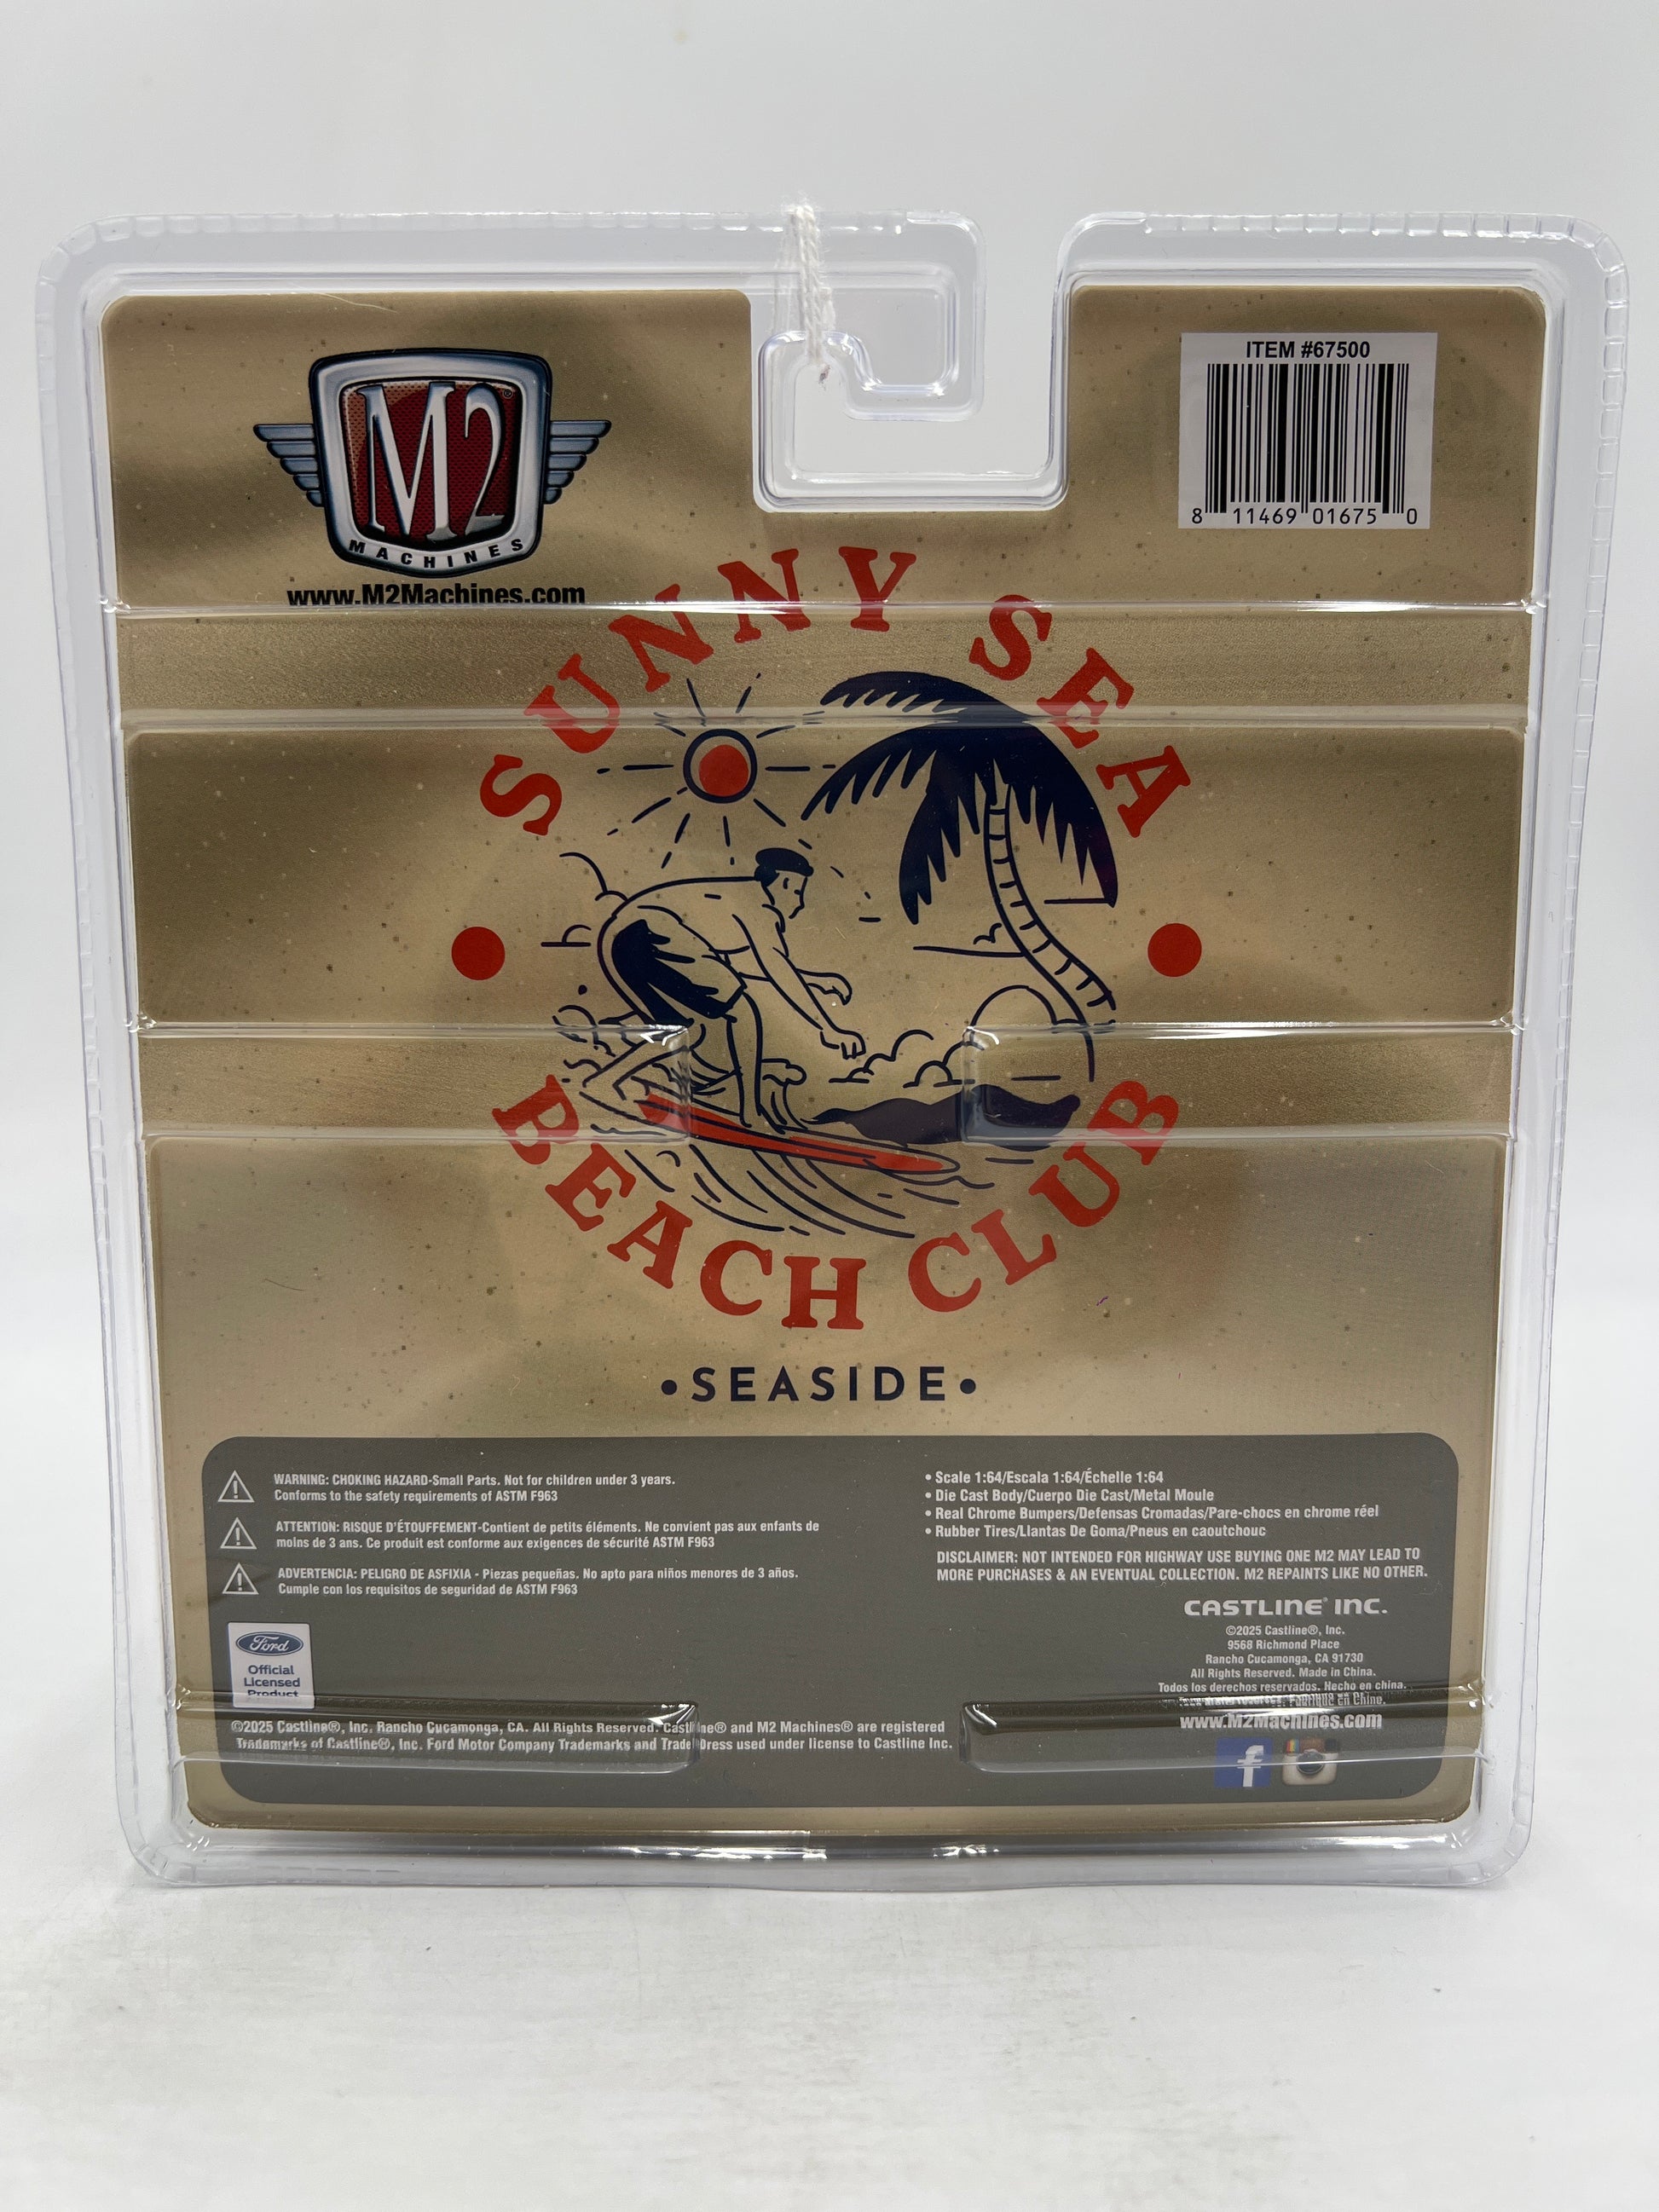 M2
MACHINES
www.M2Machines.com
ITEM #67500
8 11469 01675 0
SUNNY SEA
BEACH CLUB
•SEASIDE•
WARNING: CHOKING HAZARD-Small Parts. Not for children under 3 years.
Conforms to the safety requirements of ASTM F963
ATTENTION: RISQUE D'ÉTOUFFEMENT-Contient de petits éléments. Ne convient pas aux enfants de
moins de 3 ans. Ce produit est conforme aux exigences de sécurité ASTM F963
ADVERTENCIA: PELIGRO DE ASFIXIA - Piezas pequeñas. No apto para niños menores de 3 años.
Cumple con los requisitos de seguridad de ASTM F963
Ford
Official
Licensed
Product
©2025 Castline®, Inc. Rancho Cucamonga, CA. All Rights Reserved. Castline® and M2 Machines® are registered
Trademarks of Castline®, Inc. Ford Motor Company Trademarks and Trade Dress used under license to Castline Inc.
• Scale 1:64/Escala 1:64/Échelle 1:64
• Die Cast Body/Cuerpo Die Cast/Metal Moule
• Real Chrome Bumpers/Defensas Cromadas/Pare-chocs en chrome réel
• Rubber Tires/Llantas De Goma/Pneus en caoutchouc
DISCLAIMER: NOT INTENDED FOR HIGHWAY USE BUYING ONE M2 MAY LEAD TO
MORE PURCHASES & AN EVENTUAL COLLECTION. M2 REPAINTS LIKE NO OTHER.
CASTLINE® INC.
©2025 Castline®, Inc.
9568 Richmond Place
Rancho Cucamonga, CA 91730
All Rights Reserved. Made in China.
Todos los derechos reservados. Hecho en china.
en Chine.
www.M2Machines.com
f